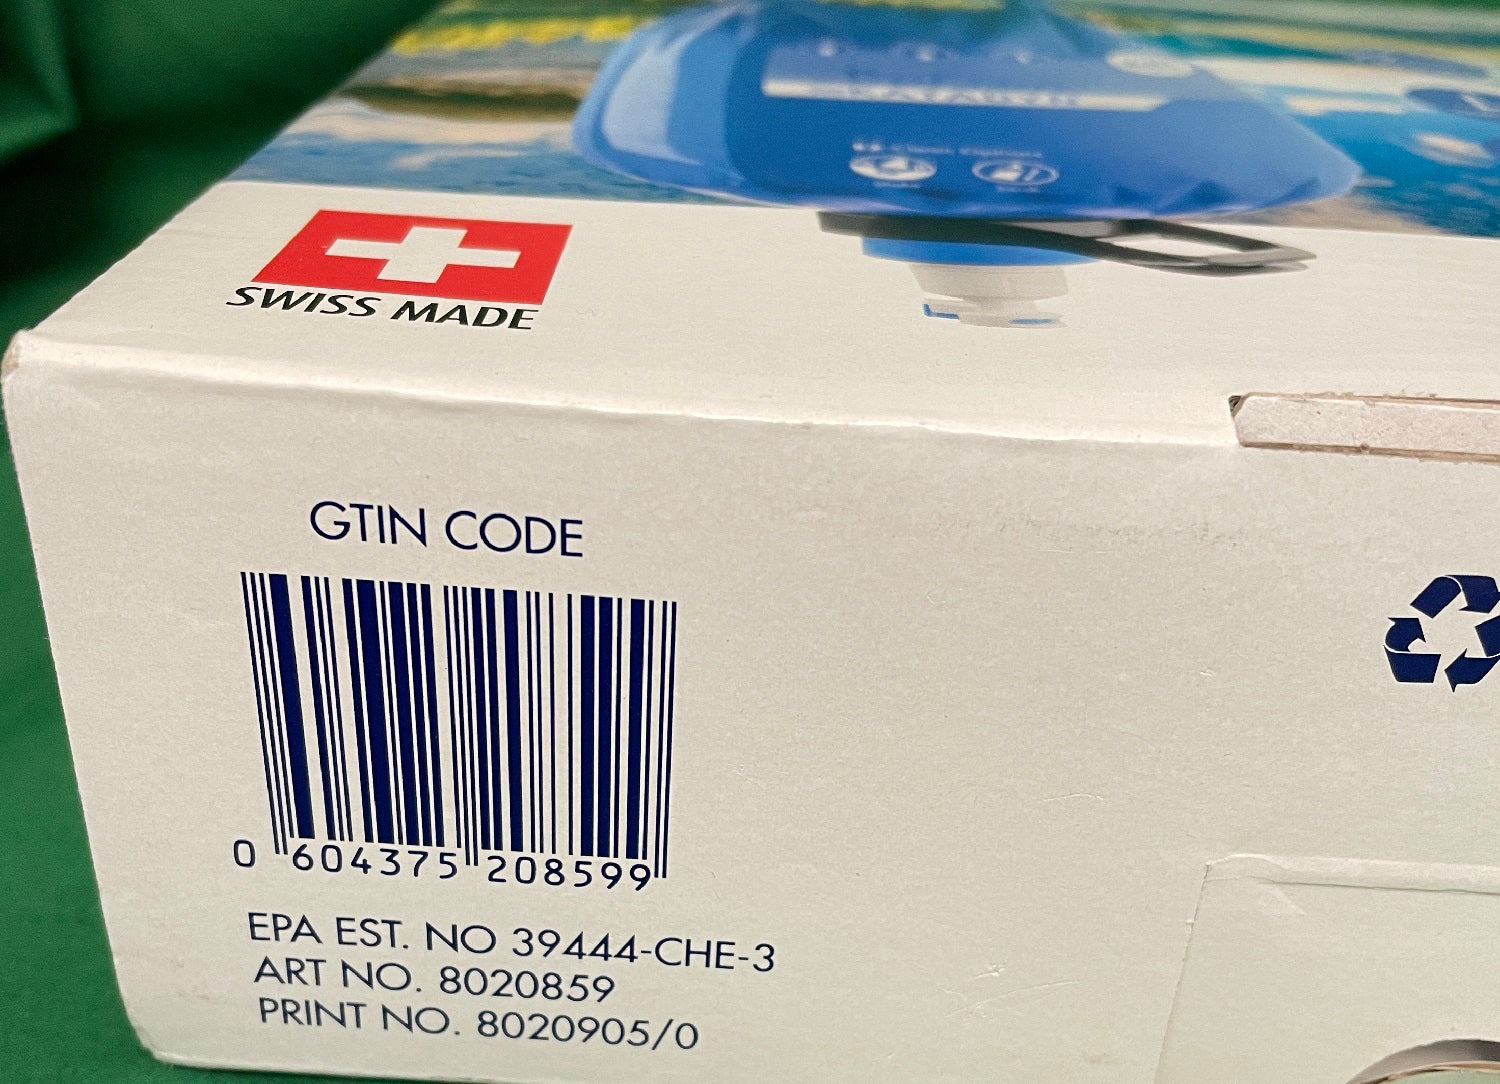 KATADYN
SWISS MADE
GTIN CODE
0 604375 208599
EPA EST. NO 39444-CHE-3
ART NO. 8020859
PRINT NO. 8020905/0